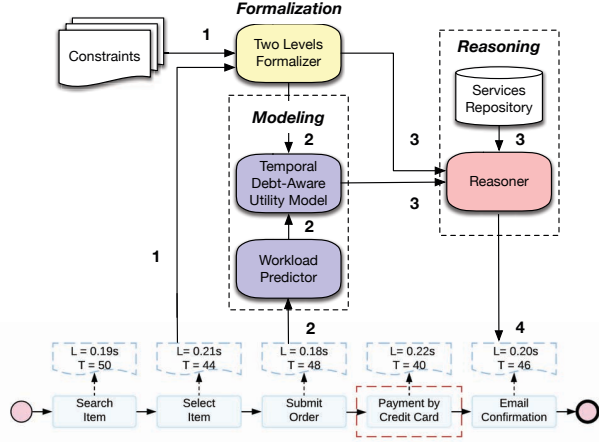 Formalization
1
Constraints
Two Levels
Formalizer
Reasoning
Services
Repository
Modeling
2
3
3
Temporal
Debt-Aware
Utility Model
Reasoner
3
2
1
Workload
Predictor
2
4
L= 0.19s
T = 50
L= 0.21s
T = 44
L= 0.18s
T = 48
L= 0.22s
T = 40
L= 0.20s
T = 46
Search
Item
Select
Item
Submit
Order
Payment by
Credit Card
Email
Confirmation